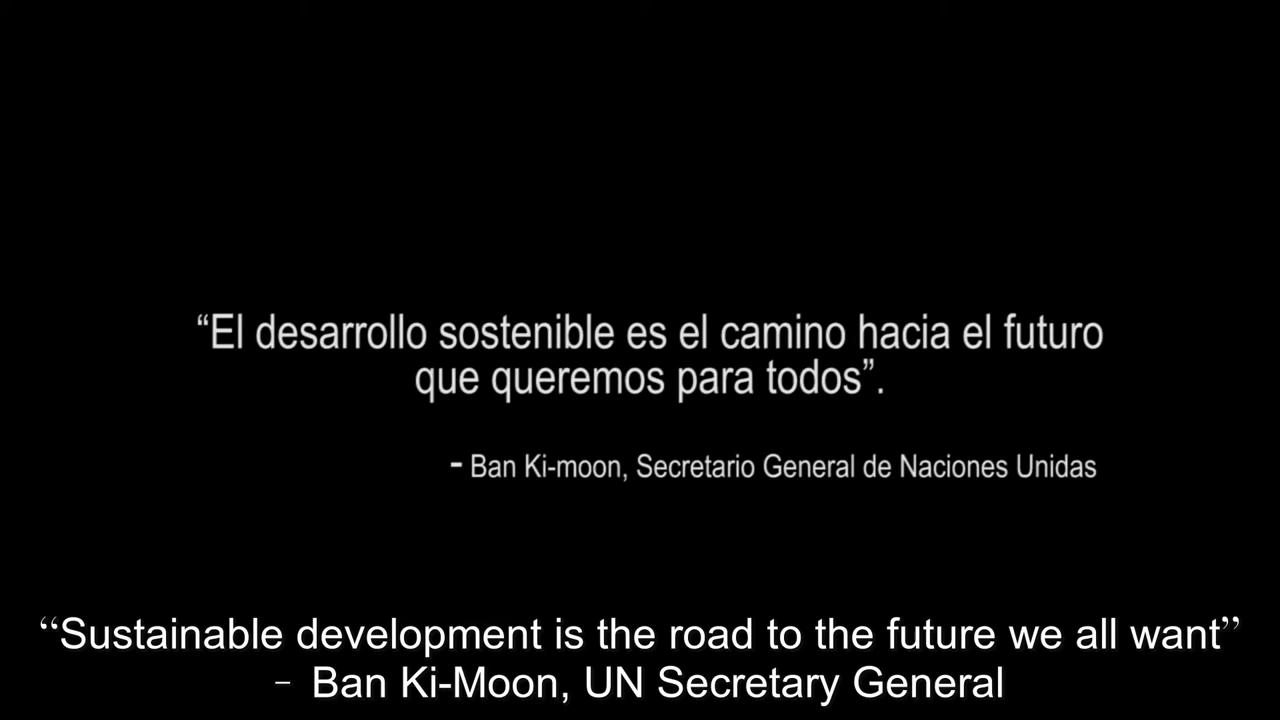 “El desarrollo sostenible es el camino hacia el futuro
que queremos para todos”.
- Ban Ki-moon, Secretario General de Naciones Unidas
“Sustainable development is the road to the future we all want”
– Ban Ki-Moon, UN Secretary General